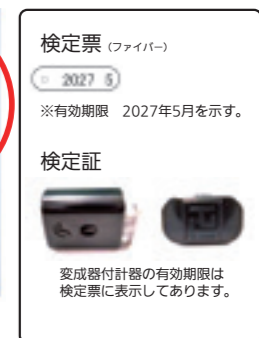 検定票（ファイバー）
2027 5
※有効期限　2027年5月を示す。
検定証
変成器付計器の有効期限は
検定票に表示してあります。